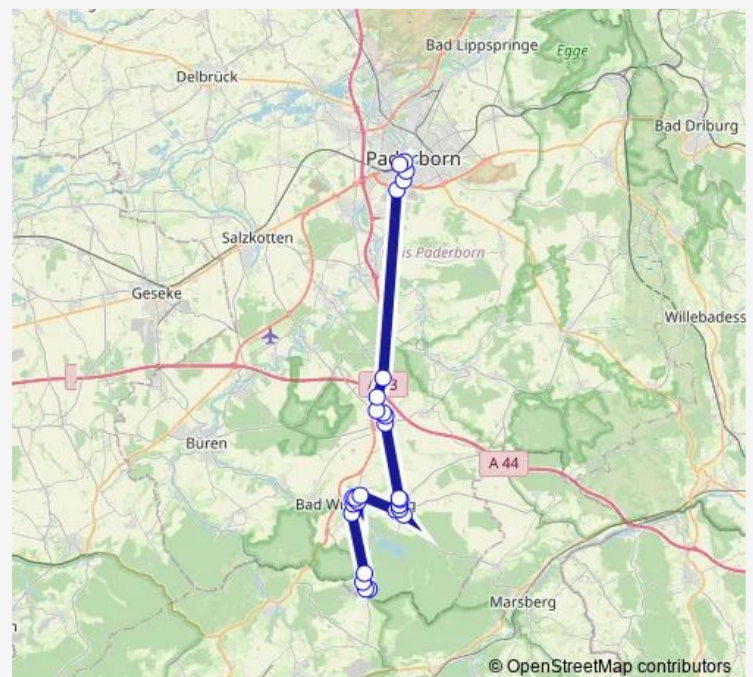 Bad Lippspringe
Egge
Delbrück
Bad Driburg
Paderborn
is Paderborn
Salzkotten
Geseke
Willebadess
Büren
A 44
Bad
Marsberg
© OpenStreetMap contributors